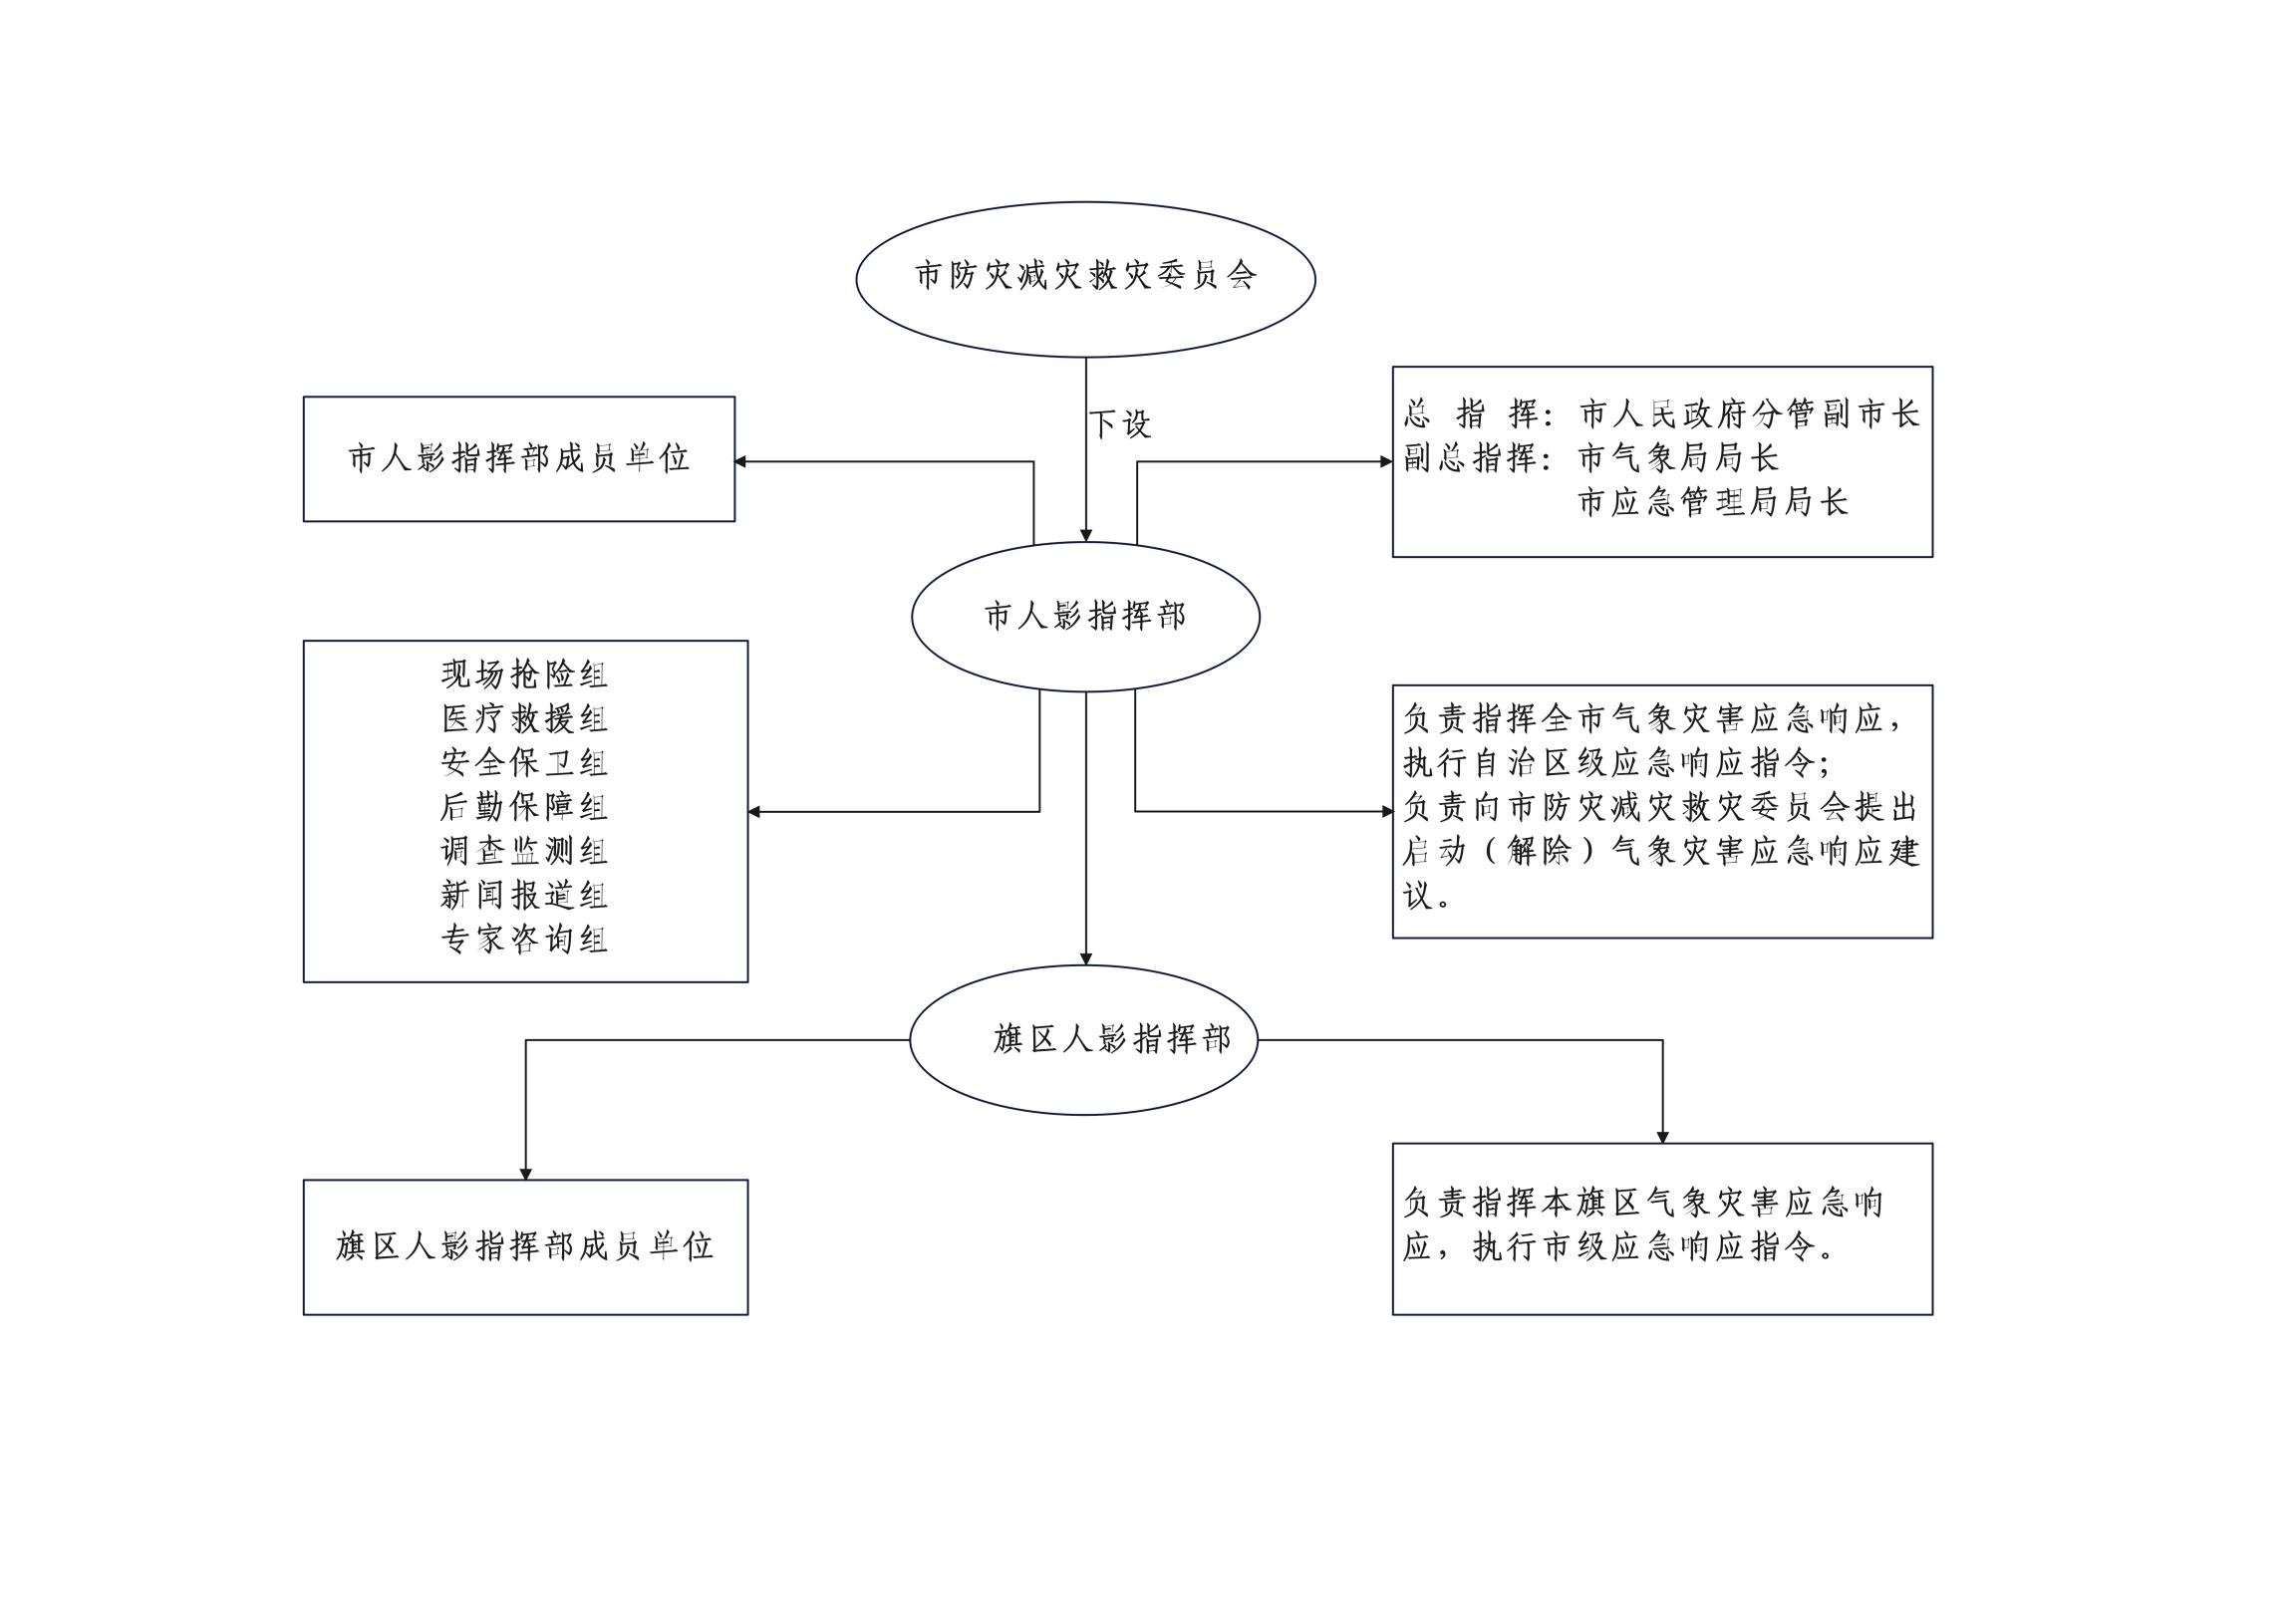 市防灾减灾救灾委员会
下设
市人影指挥部成员单位
总 指 挥：市人民政府分管副市长
副总指挥：市气象局局长
市应急管理局局长
市人影指挥部
现场抢险组
医疗救援组
安全保卫组
后勤保障组
调查监测组
新闻报道组
专家咨询组
负责指挥全市气象灾害应急响应，
执行自治区级应急响应指令；
负责向市防灾减灾救灾委员会提出
启动（解除）气象灾害应急响应建
议。
旗区人影指挥部
旗区人影指挥部成员单位
负责指挥本旗区气象灾害应急响
应，执行市级应急响应指令。